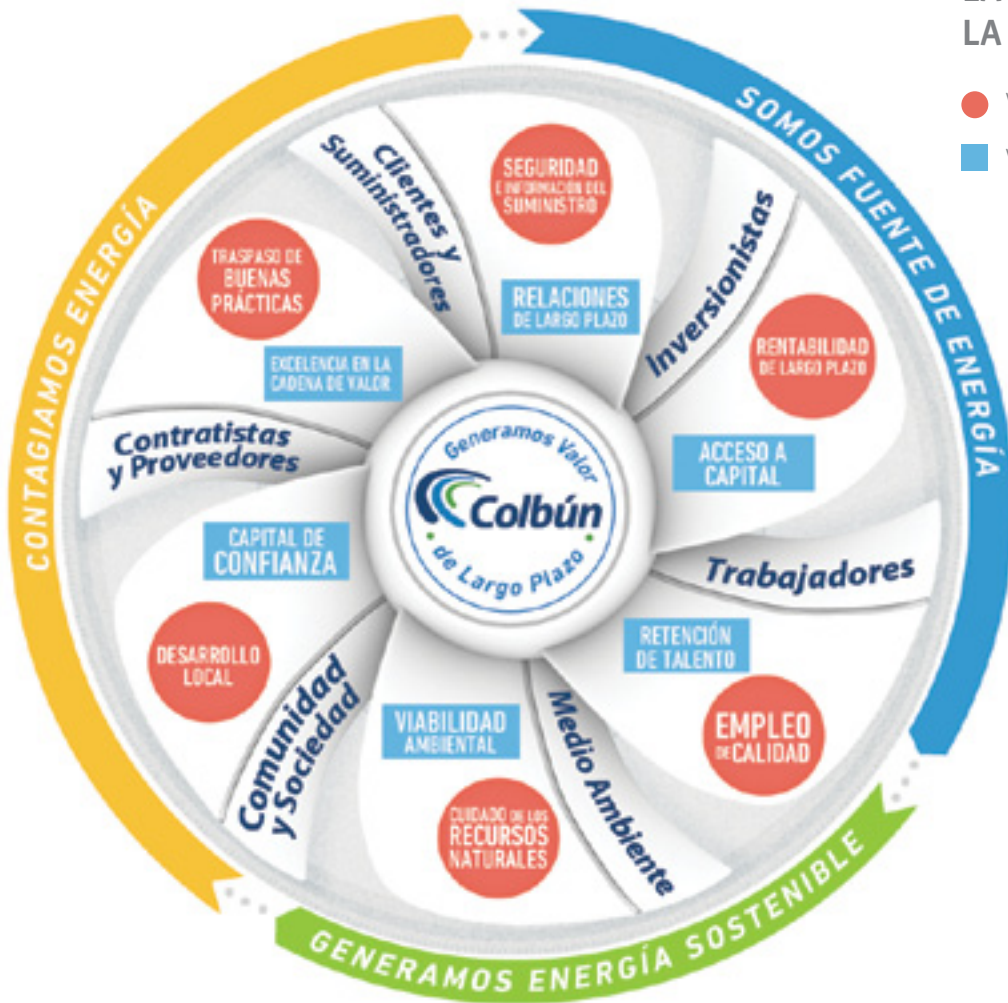 LA
SOMOS FUENTE DE ENERGÍA
CONTAGIAMOS ENERGÍA
GENERAMOS ENERGÍA SOSTENIBLE
Clientes y
Suministradores
SEGURIDAD
E INFORMACIÓN DEL
SUMINISTRO
RELACIONES
DE LARGO PLAZO
Inversionistas
RENTABILIDAD
DE LARGO PLAZO
ACCESO A
CAPITAL
Trabajadores
RETENCIÓN
DE TALENTO
EMPLEO
DE CALIDAD
Medio Ambiente
VIABILIDAD
AMBIENTAL
CUIDADO DE LOS
RECURSOS
NATURALES
Comunidad
y Sociedad
CAPITAL DE
CONFIANZA
DESARROLLO
LOCAL
Contratistas
y Proveedores
TRASPASO DE
BUENAS
PRÁCTICAS
EXCELENCIA EN LA
CADENA DE VALOR
Generamos Valor
Colbún
de Largo Plazo